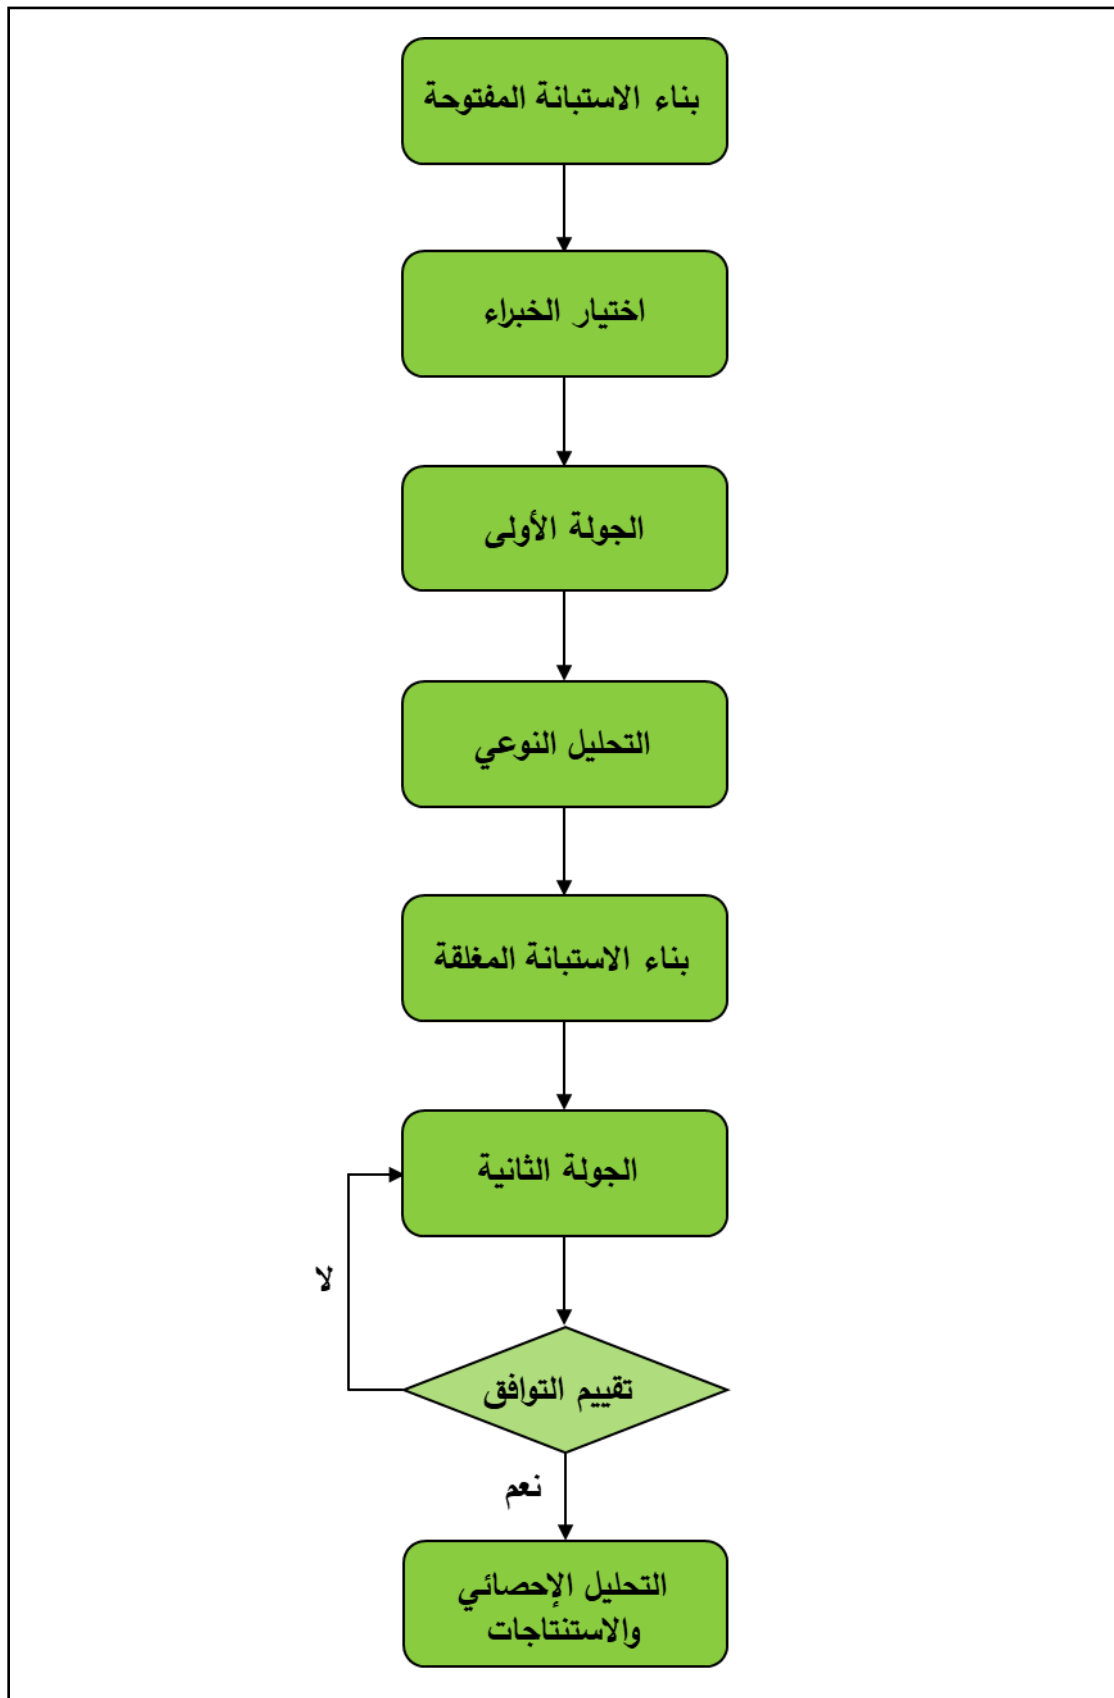 بناء الاستبانة المفتوحة
اختيار الخبراء
الجولة الأولى
التحليل النوعي
بناء الاستبانة المغلقة
الجولة الثانية
لا
تقييم التوافق
نعم
التحليل الإحصائي
والاستنتاجات